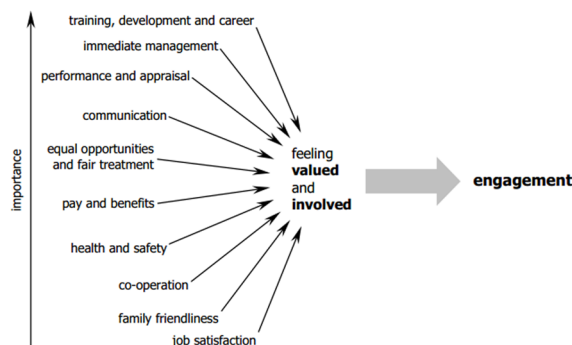 training, development and career
immediate management
performance and appraisal
communication
equal opportunities
and fair treatment
pay and benefits
health and safety
co-operation
family friendliness
job satisfaction
importance
feeling
valued
and
involved
engagement